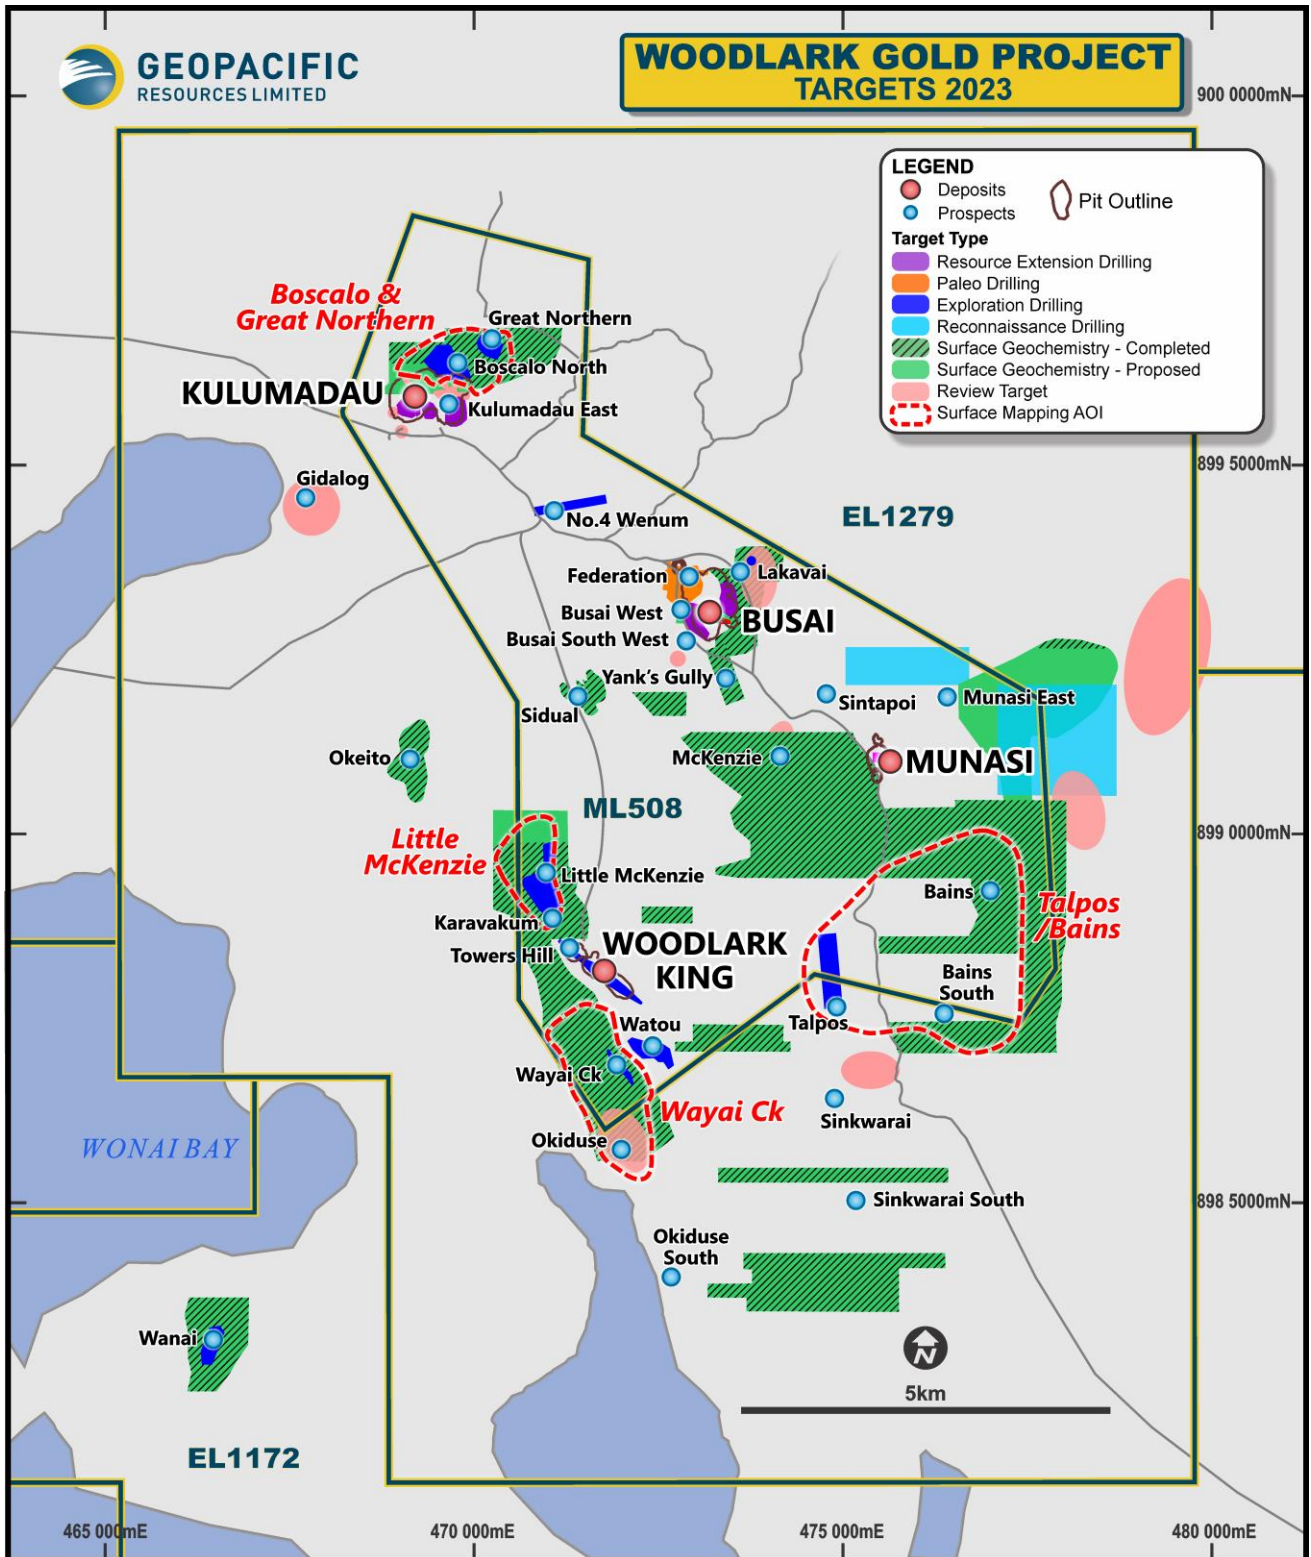 GEOPACIFIC
RESOURCES LIMITED
WOODLARK GOLD PROJECT
TARGETS 2023
900 0000mN
LEGEND
Deposits
Prospects
Pit Outline
Target Type
Resource Extension Drilling
Paleo Drilling
Exploration Drilling
Reconnaissance Drilling
Surface Geochemistry - Completed
Surface Geochemistry - Proposed
Review Target
Surface Mapping AOI
Boscalo &
Great Northern
Great Northern
Boscalo North
KULUMADAU
Kulumadau East
899 5000mN
Gidalog
No.4 Wenum
EL1279
Federation
Lakavai
Busai West
BUSAI
Busai South West
Yank's Gully
Sidual
Sintapoi
Munasi East
Okeito
McKenzie
MUNASI
ML508
899 0000mN
Little
McKenzie
Little McKenzie
Bains
Talpos
/Bains
Karavakum
Towers Hill
WOODLARK
KING
Bains
South
Watou
Talpos
Wayai Ck
Wayai Ck
Sinkwarai
Okiduse
WONAI BAY
Sinkwarai South
898 5000mN
Okiduse
South
Wanai
N
5km
EL1172
465 000mE
470 000mE
475 000mE
480 000mE